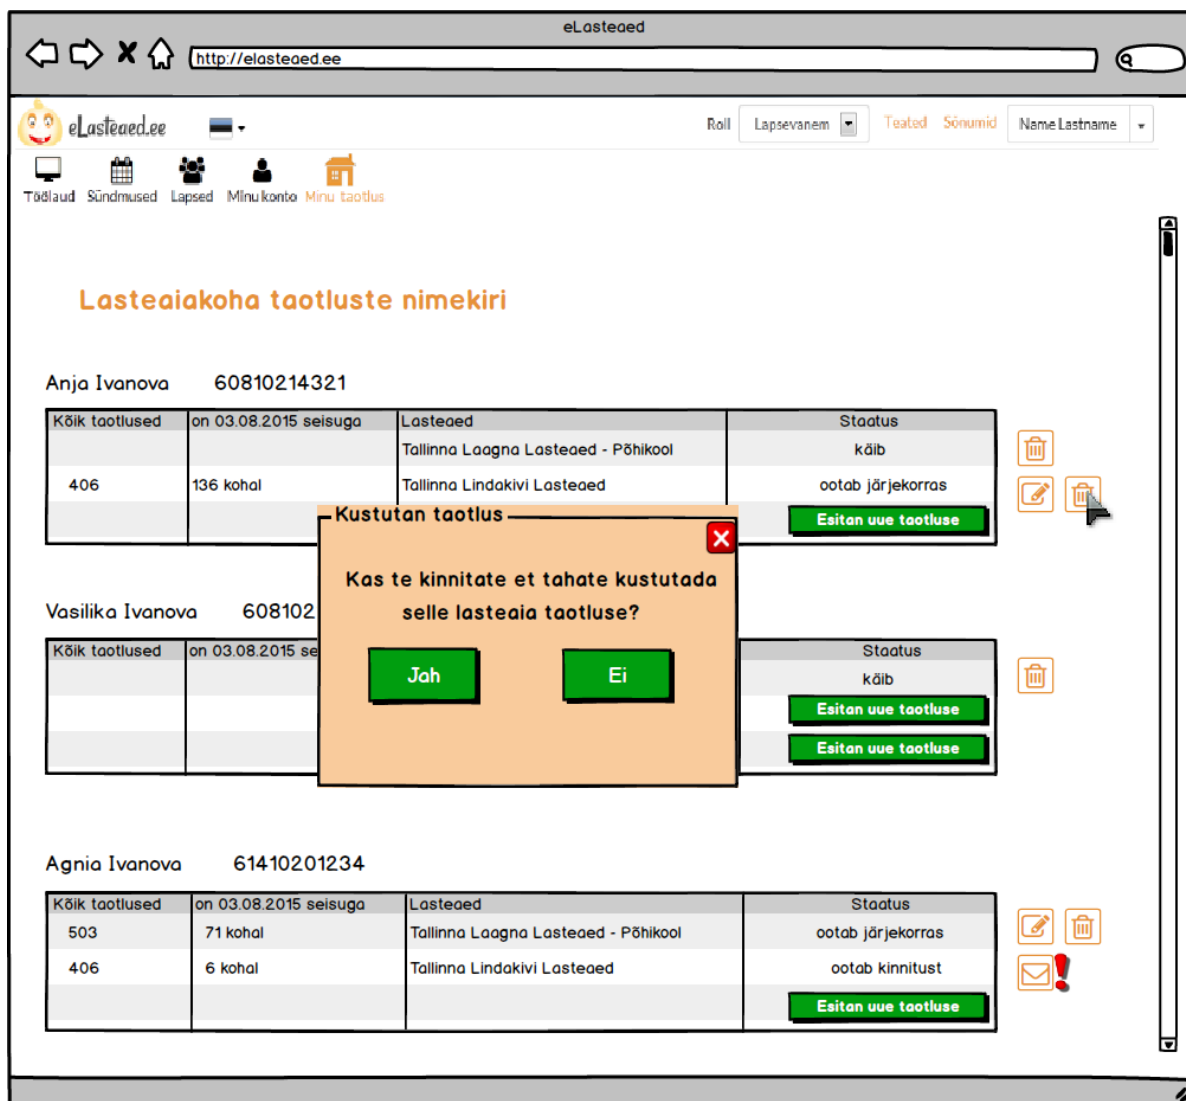 eLasteaed
http://elasteaed.ee
eLasteaed.ee
Roll Lapsevanem Teated Sõnumid Name Lastname
Töölaud Sündmused Lapsed Minu konto Minu taotlus
Lasteaiakoha taotluste nimekiri
Anja Ivanova 60810214321
Kõik taotlused on 03.08.2015 seisuga Lasteaed Staatus
Tallinna Laagna Lasteaed - Põhikool käib
406 136 kohal Tallinna Lindakivi Lasteaed ootab järjekorras
Esitan uue taotluse
Kustutan taotlus
Kas te kinnitate et tahate kustutada
selle lasteaia taotluse?
Jah Ei
Vasilika Ivanova 608102
Kõik taotlused on 03.08.2015 se Staatus
käib
Esitan uue taotluse
Esitan uue taotluse
Agnia Ivanova 61410201234
Kõik taotlused on 03.08.2015 seisuga Lasteaed Staatus
503 71 kohal Tallinna Laagna Lasteaed - Põhikool ootab järjekorras
406 6 kohal Tallinna Lindakivi Lasteaed ootab kinnitust
Esitan uue taotluse